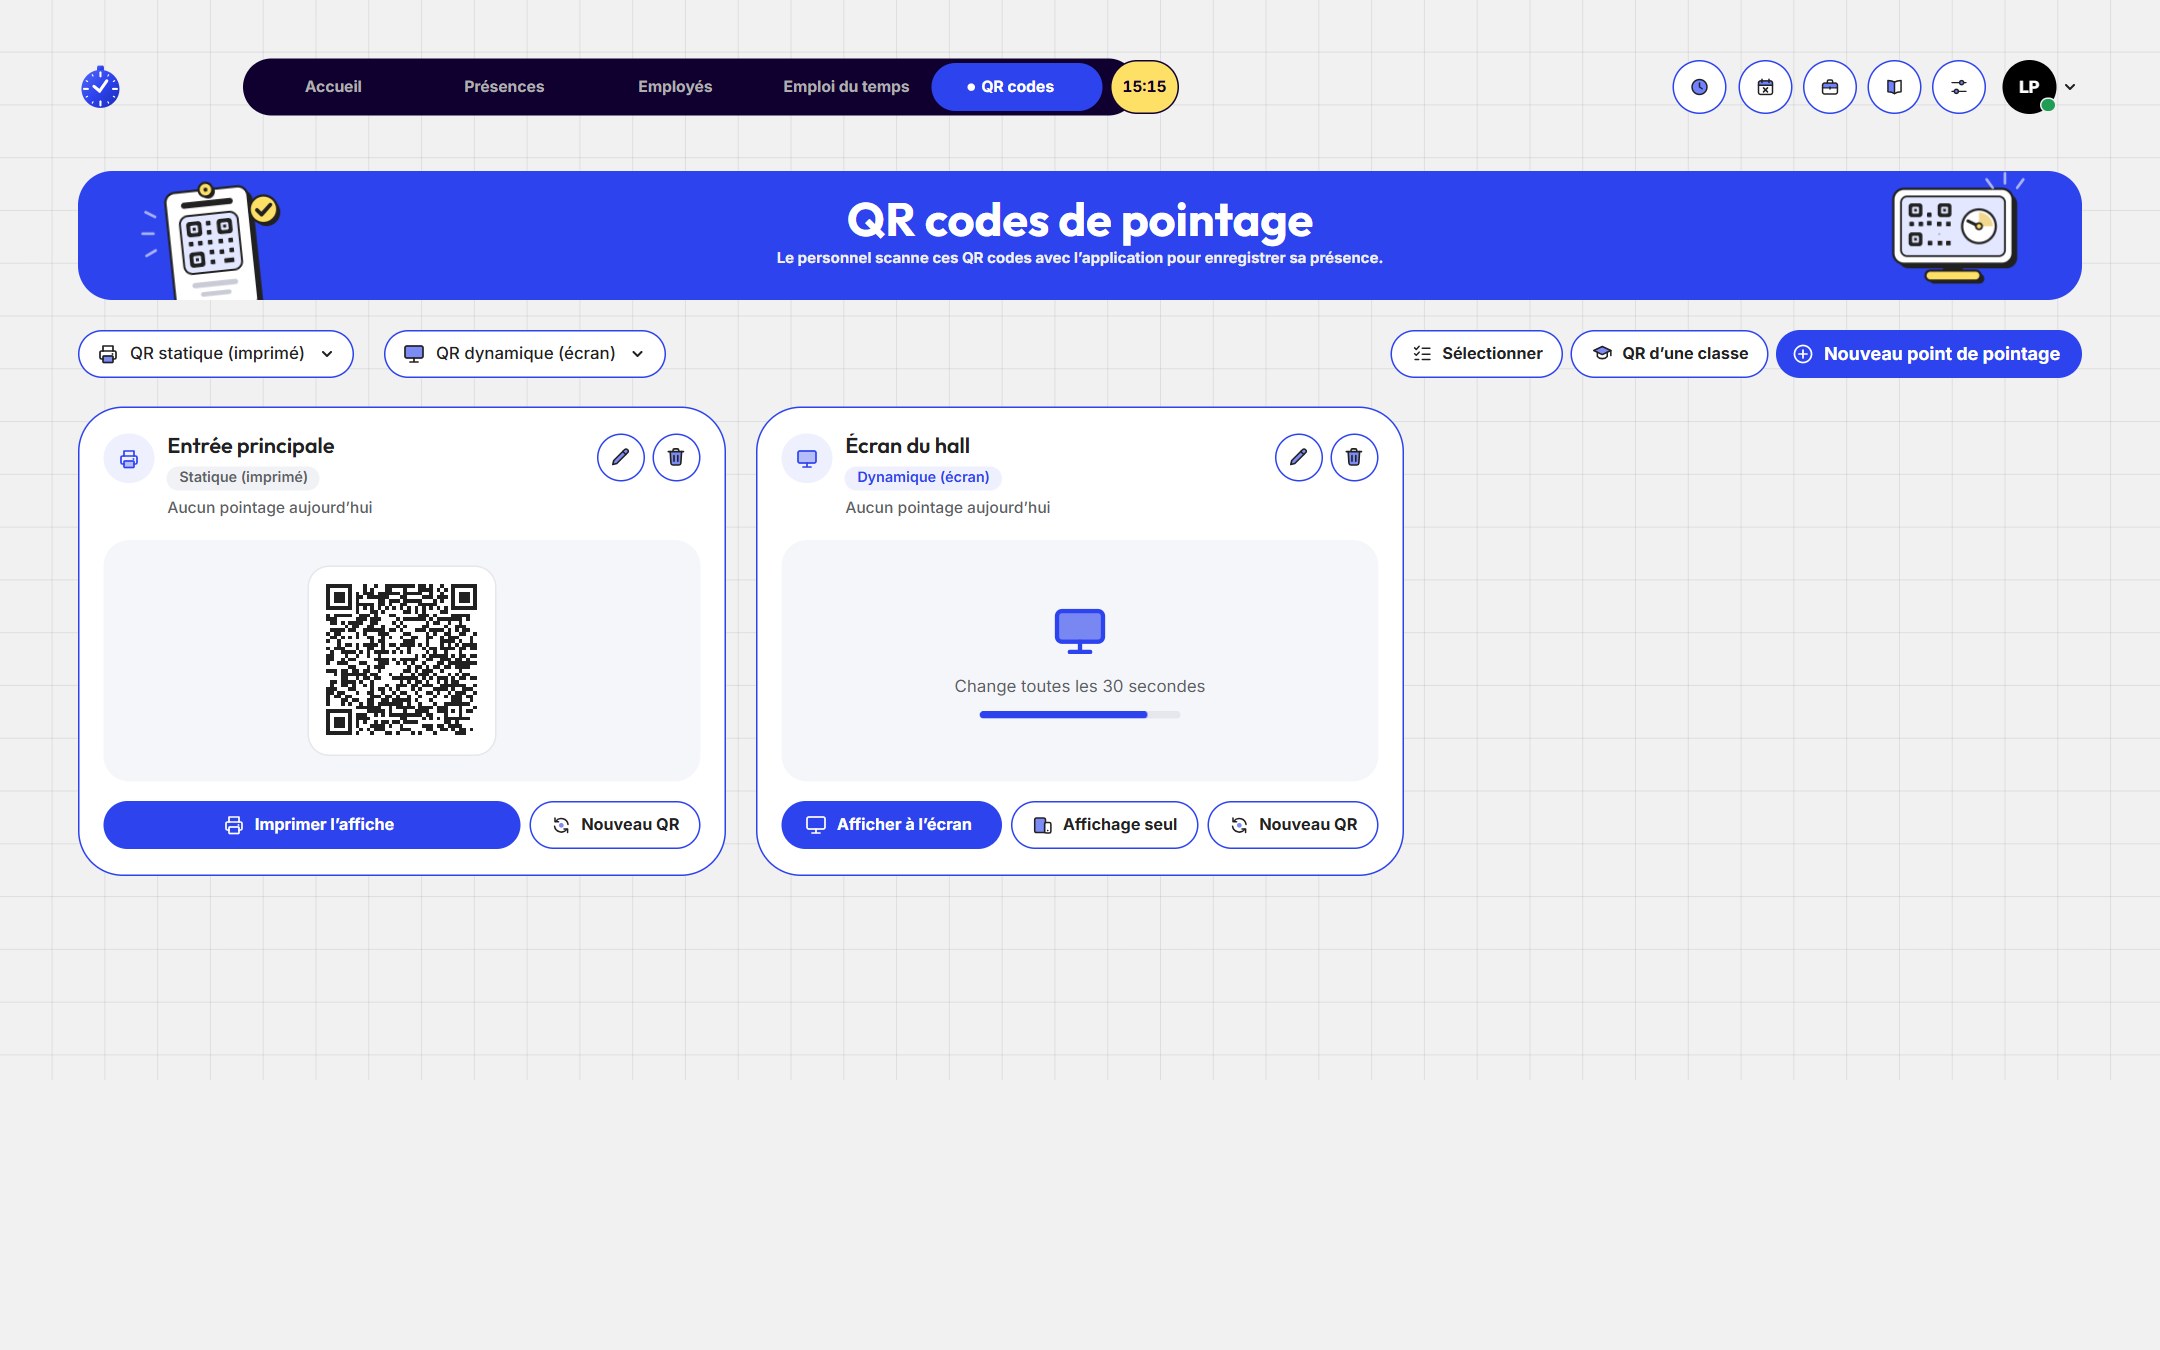 Accueil
Présences
Employés
Emploi du temps
QR codes
15:15
LP
QR codes de pointage
Le personnel scanne ces QR codes avec l’application pour enregistrer sa présence.
QR statique (imprimé)
QR dynamique (écran)
Sélectionner
QR d’une classe
Nouveau point de pointage
Entrée principale
Statique (imprimé)
Aucun pointage aujourd’hui
Imprimer l’affiche
Nouveau QR
Écran du hall
Dynamique (écran)
Aucun pointage aujourd’hui
Change toutes les 30 secondes
Afficher à l’écran
Affichage seul
Nouveau QR